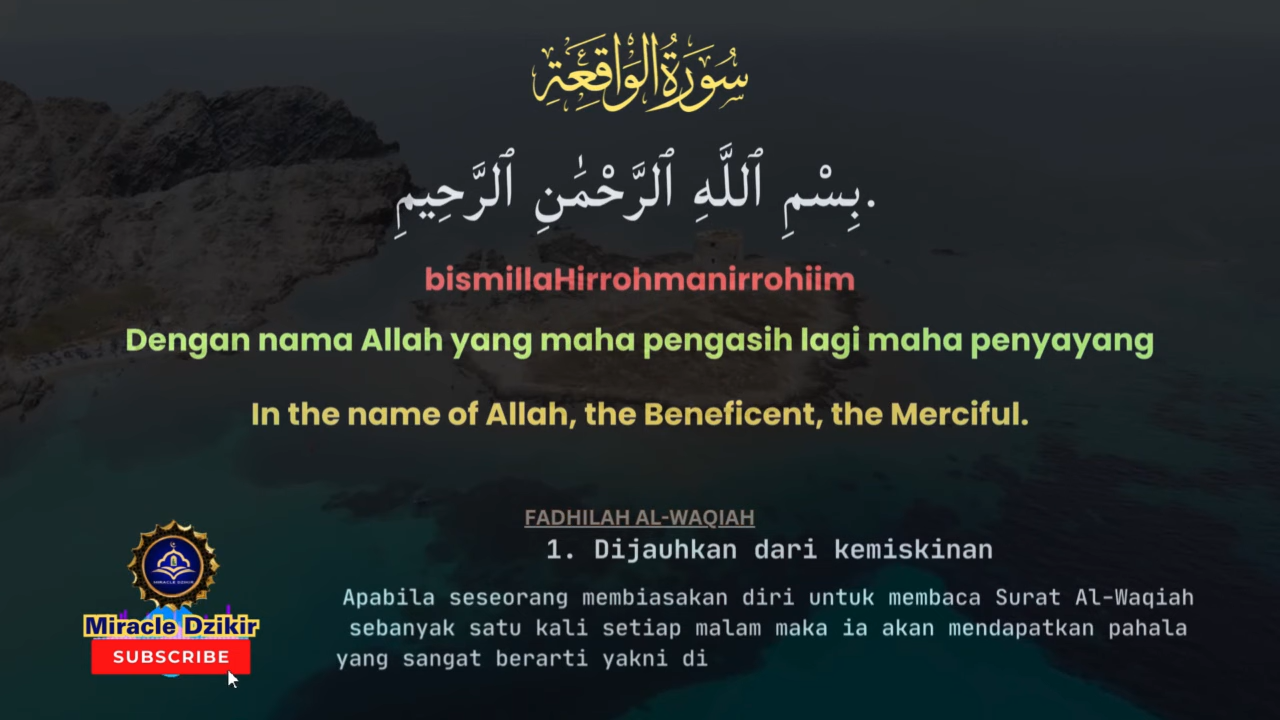 سُورَةُ الْوَاقِعَةِ
بِسْمِ ٱللَّهِ ٱلرَّحْمَٰنِ ٱلرَّحِيمِ.
bismillaHirrohmanirrohiim
Dengan nama Allah yang maha pengasih lagi maha penyayang
In the name of Allah, the Beneficent, the Merciful.
FADHILAH AL-WAQIAH
1. Dijauhkan dari kemiskinan
Apabila seseorang membiasakan diri untuk membaca Surat Al-Waqiah
sebanyak satu kali setiap malam maka ia akan mendapatkan pahala
yang sangat berarti yakni di
MIRACLE DZIKIR
Miracle Dzikir
SUBSCRIBE